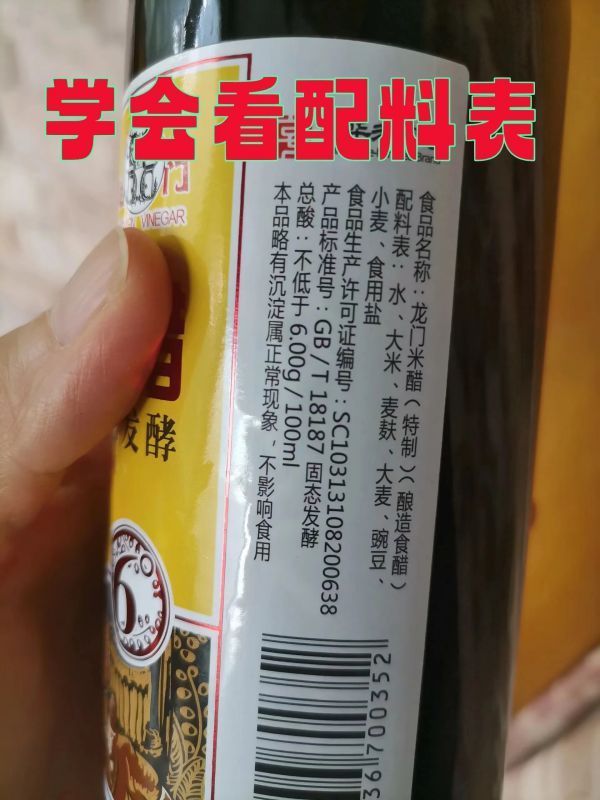 学会看配料表
VINEGAR
发酵
6
食品名称：龙门米醋（特制）（酿造食醋）
配料表：水、大米、麦麸、大麦、豌豆、
小麦、食用盐
食品生产许可证编号：SC10313108200638
产品标准号：GB/T 18187 固态发酵
总酸：不低于 6.00g/100ml
本品略有沉淀属正常现象，不影响食用
36 700352